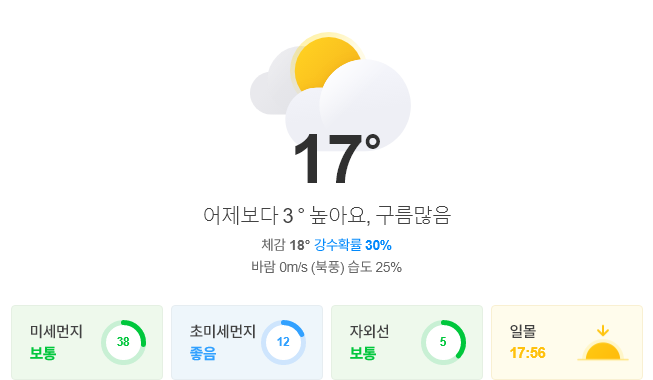 17°
어제보다 3 ° 높아요, 구름많음
체감 18° 강수확률 30%
바람 0m/s (북풍) 습도 25%
미세먼지
보통
38
초미세먼지
좋음
12
자외선
보통
5
일몰
17:56